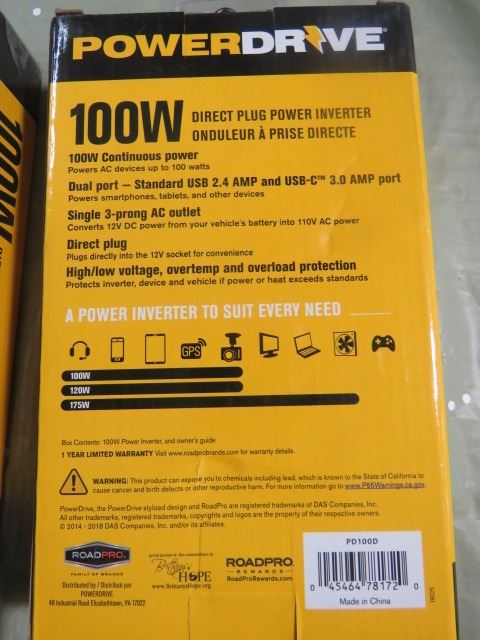 POWERDRIVE
100W DIRECT PLUG POWER INVERTER
ONDULEUR À PRISE DIRECTE
100W Continuous power
Powers AC devices up to 100 watts
Dual port – Standard USB 2.4 AMP and USB-C™ 3.0 AMP port
Powers smartphones, tablets, and other devices
Single 3-prong AC outlet
Converts 12V DC power from your vehicle's battery into 110V AC power
Direct plug
Plugs directly into the 12V socket for convenience
High/low voltage, overtemp and overload protection
Protects inverter, device and vehicle if power or heat exceeds standards
A POWER INVERTER TO SUIT EVERY NEED
GPS
100W
120W
175W
Box Contents: 100W Power Inverter, and owner's guide
1 YEAR LIMITED WARRANTY Visit www.roadprobrands.com for warranty details.
WARNING: This product can expose you to chemicals including lead, which is known to the State of California to
cause cancer and birth defects or other reproductive harm. For more information go to www.P65Warnings.ca.gov
PowerDrive, the PowerDrive stylized design and RoadPro are registered trademarks of DAS Companies, Inc.
All other trademarks, registered trademarks, copyrights and logos are the property of their respective owners.
© 2014 - 2018 DAS Companies, Inc. and/or its affiliates.
ROADPRO.
FAMILY OF BRANDS
Distributed by / Distribué par
POWERDRIVE
46 Industrial Road Elizabethtown, PA 17022
Brittany's
HOPE
www.BrittanysHope.org
ROADPRO
RoadProRewards.com
PD100D
0 45464 78172 0
Made in China
100W